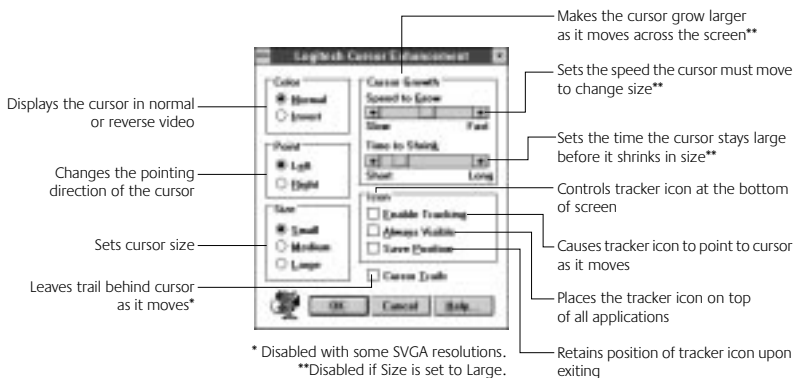 Makes the cursor grow larger
as it moves across the screen**
Sets the speed the cursor must move
to change size**
Sets the time the cursor stays large
before it shrinks in size**
Controls tracker icon at the bottom
of screen
Causes tracker icon to point to cursor
as it moves
Places the tracker icon on top
of all applications
Retains position of tracker icon upon
exiting
Displays the cursor in normal
or reverse video
Changes the pointing
direction of the cursor
Sets cursor size
Leaves trail behind cursor
as it moves*
Logitech Cursor Enhancement
Color
Normal
Invert
Point
Left
Right
Size
Small
Medium
Large
Cursor Growth
Speed to Grow
Slow Fast
Time to Shrink
Short Long
Icon
Enable Tracking
Always Visible
Save Position
Cursor Trails
OK Cancel Help...
* Disabled with some SVGA resolutions.
**Disabled if Size is set to Large.